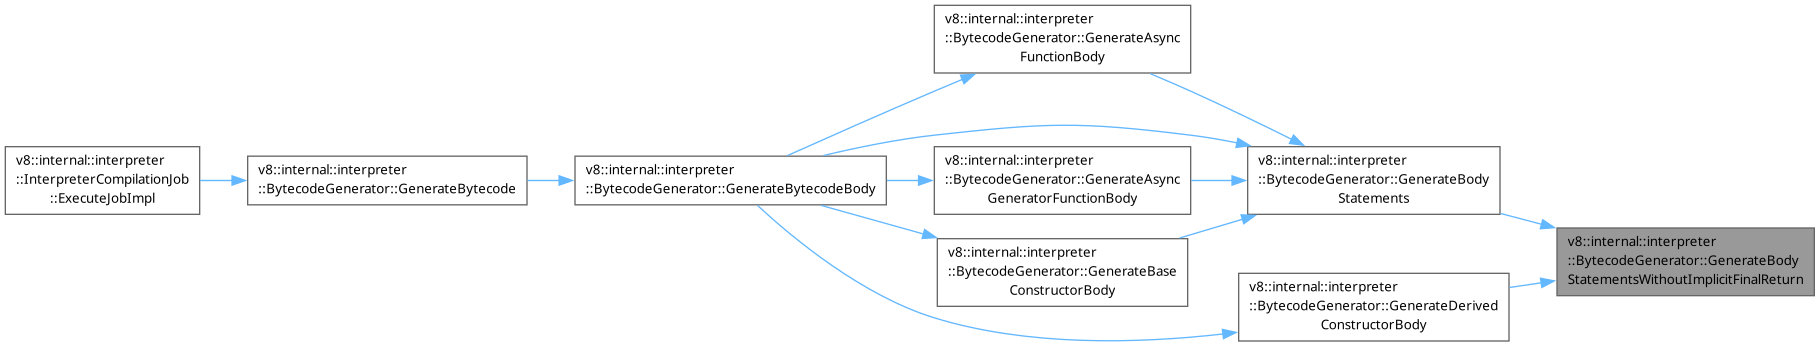 v8::internal::interpreter
::InterpreterCompilationJob
::ExecuteJobImpl
v8::internal::interpreter
::BytecodeGenerator::GenerateBytecode
v8::internal::interpreter
::BytecodeGenerator::GenerateBytecodeBody
v8::internal::interpreter
::BytecodeGenerator::GenerateAsync
FunctionBody
v8::internal::interpreter
::BytecodeGenerator::GenerateAsync
GeneratorFunctionBody
v8::internal::interpreter
::BytecodeGenerator::GenerateBase
ConstructorBody
v8::internal::interpreter
::BytecodeGenerator::GenerateBody
Statements
v8::internal::interpreter
::BytecodeGenerator::GenerateDerived
ConstructorBody
v8::internal::interpreter
::BytecodeGenerator::GenerateBody
StatementsWithoutImplicitFinalReturn